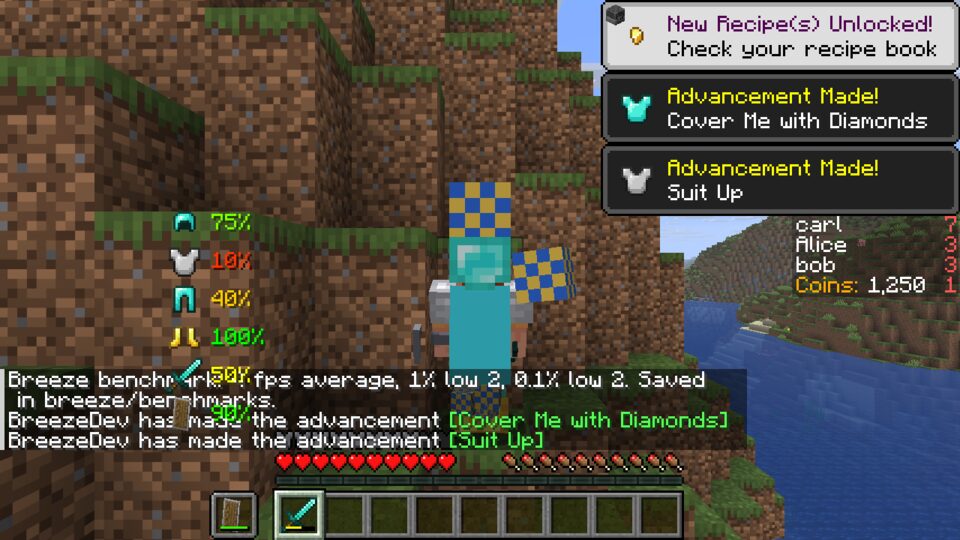 New Recipe(s) Unlocked!
Check your recipe book
Advancement Made!
Cover Me with Diamonds
Advancement Made!
Suit Up
carl 7
Alice 3
bob 3
Coins: 1,250 1
75%
10%
40%
100%
50%
90%
Breeze benchmark: fps average, 1% low 2, 0.1% low 2. Saved
in breeze/benchmarks.
BreezeDev has made the advancement [Cover Me with Diamonds]
BreezeDev has made the advancement [Suit Up]